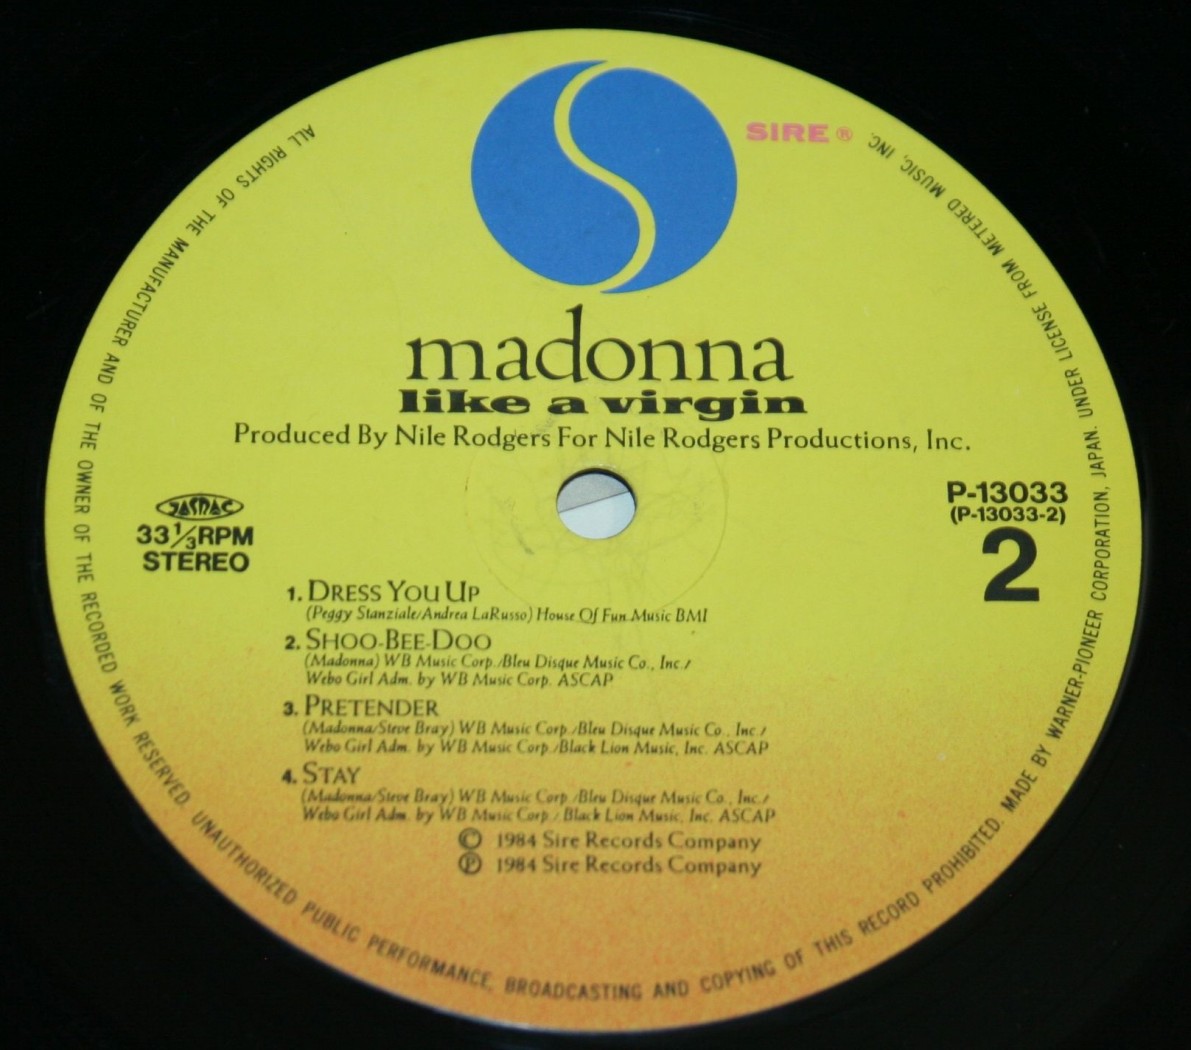 SIRE ®
madonna
like a virgin
Produced By Nile Rodgers For Nile Rodgers Productions, Inc.
JASRAC
33 1/3 RPM
STEREO
P-13033
(P-13033-2)
2
1. DRESS YOU UP
(Peggy Stanziale/Andrea LaRusso) House Of Fun Music BMI
2. SHOO-BEE-DOO
(Madonna) WB Music Corp./Bleu Disque Music Co., Inc./
Webo Girl Adm. by WB Music Corp. ASCAP
3. PRETENDER
(Madonna/Steve Bray) WB Music Corp./Bleu Disque Music Co., Inc./
Webo Girl Adm. by WB Music Corp./Black Lion Music, Inc. ASCAP
4. STAY
(Madonna/Steve Bray) WB Music Corp./Bleu Disque Music Co., Inc./
Webo Girl Adm. by WB Music Corp./ Black Lion Music, Inc. ASCAP
© 1984 Sire Records Company
℗ 1984 Sire Records Company
ALL RIGHTS OF THE MANUFACTURER AND OF THE OWNER OF THE RECORDED WORK RESERVED. UNAUTHORIZED PUBLIC PERFORMANCE, BROADCASTING AND COPYING OF THIS RECORD PROHIBITED. MADE BY WARNER-PIONEER CORPORATION, JAPAN. UNDER LICENSE FROM METERED MUSIC, INC.